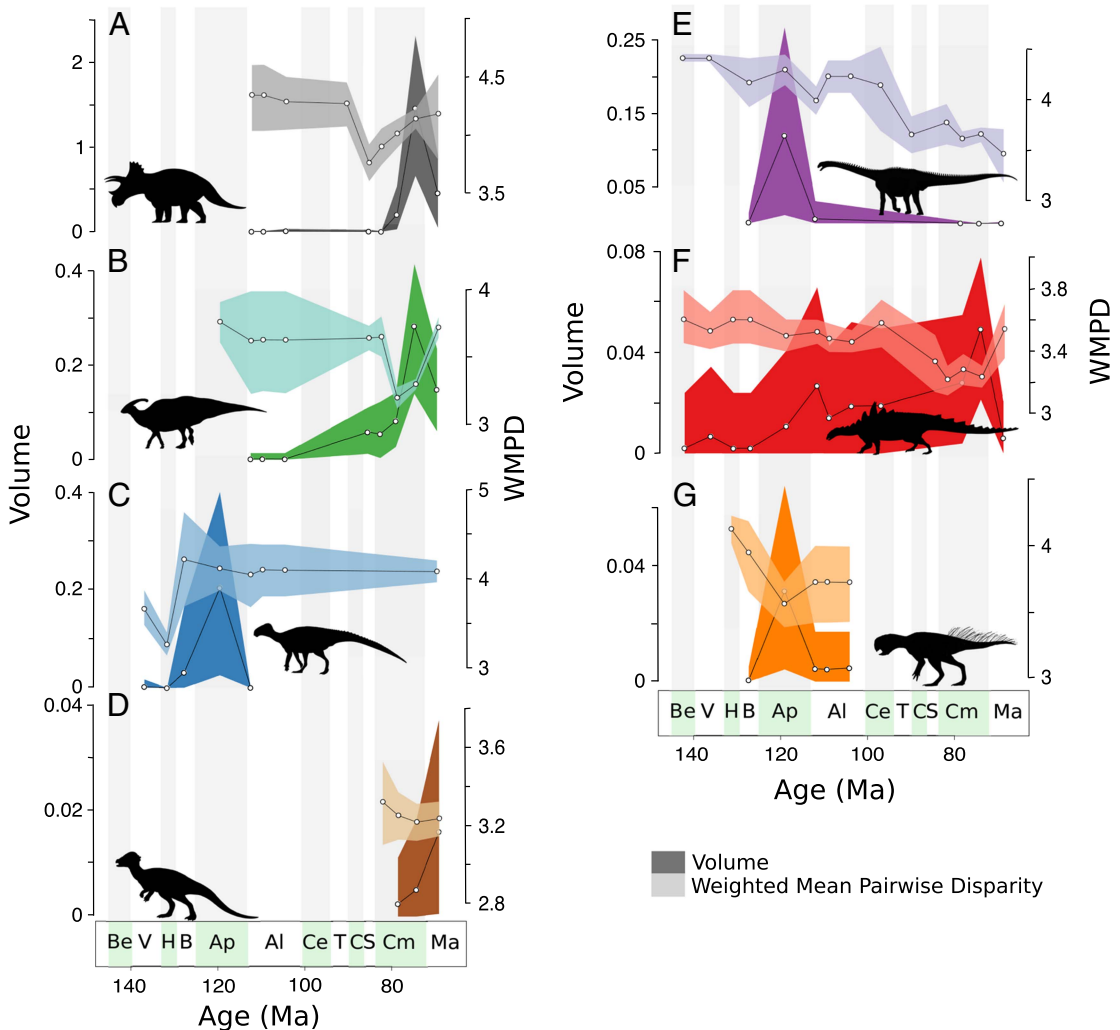 A
2
1
0
4.5
3.5
B
0.4
0.2
0
4
3
Volume
WMPD
C
0.4
0.2
0
5
4
3
D
0.04
0.02
0
3.6
3.2
2.8
Be V H B Ap Al Ce T C S Cm Ma
140 120 100 80
Age (Ma)
E
0.25
0.15
0.05
4
3
F
0.08
0.04
0
3.8
3.4
3
Volume
WMPD
G
0.04
0
4
3
Be V H B Ap Al Ce T C S Cm Ma
140 120 100 80
Age (Ma)
Volume
Weighted Mean Pairwise Disparity